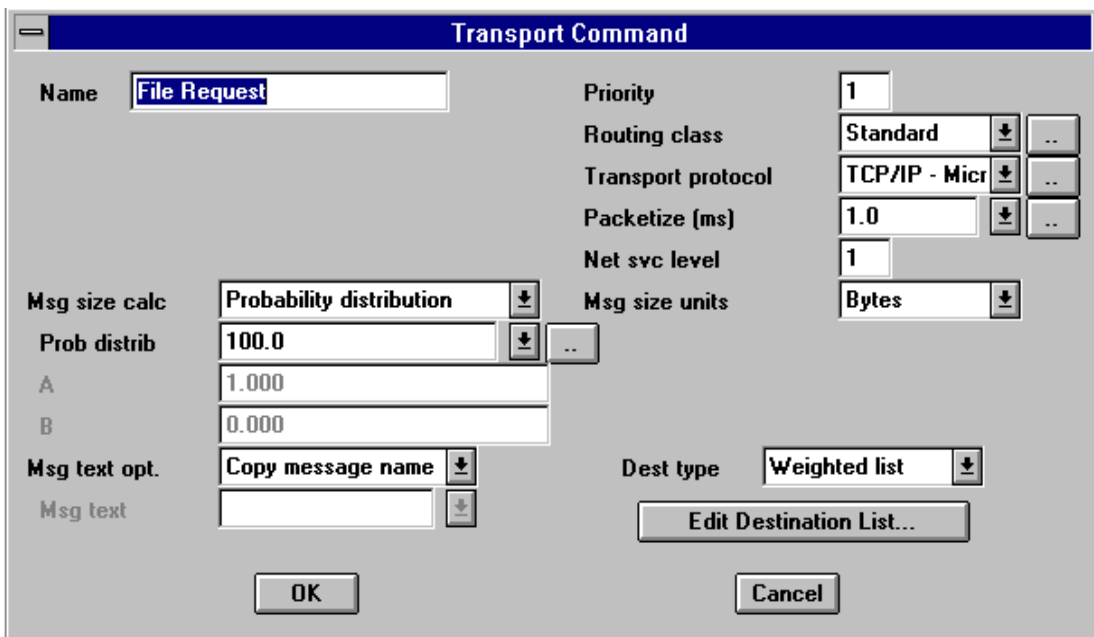 Transport Command
Name File Request
Priority 1
Routing class Standard ..
Transport protocol TCP/IP - Micr ..
Packetize (ms) 1.0 ..
Net svc level 1
Msg size calc Probability distribution
Msg size units Bytes
Prob distrib 100.0 ..
A 1.000
B 0.000
Msg text opt. Copy message name
Dest type Weighted list
Msg text
Edit Destination List...
OK Cancel